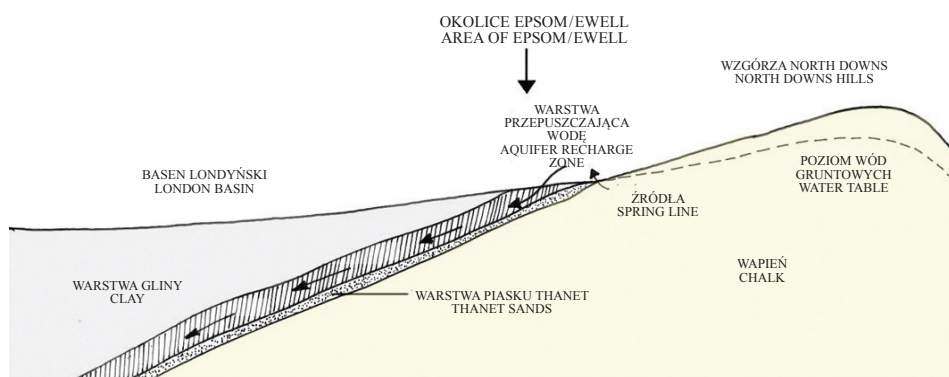 OKOLICE EPSOM/EWELL
AREA OF EPSOM/EWELL
WZGÓRZA NORTH DOWNS
NORTH DOWNS HILLS
WARSTWA
PRZEPUSZCZAJĄCA
WODĘ
AQUIFER RECHARGE
ZONE
BASEN LONDYŃSKI
LONDON BASIN
POZIOM WÓD
GRUNTOWYCH
WATER TABLE
ŹRÓDŁA
SPRING LINE
WARSTWA GLINY
CLAY
WAPIEŃ
CHALK
WARSTWA PIASKU THANET
THANET SANDS